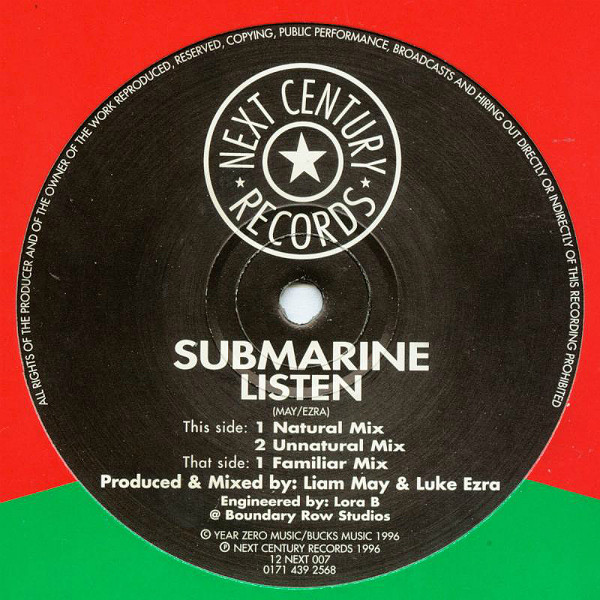 ALL RIGHTS OF THE PRODUCER AND OF THE OWNER OF THE WORK REPRODUCED, RESERVED, COPYING, PUBLIC PERFORMANCE, BROADCASTS AND HIRING OUT DIRECTLY OR INDIRECTLY OF THIS RECORDING PROHIBITED
NEXT CENTURY
★ RECORDS ★
SUBMARINE
LISTEN
(MAY/EZRA)
This side: 1 Natural Mix
2 Unnatural Mix
That side: 1 Familiar Mix
Produced & Mixed by: Liam May & Luke Ezra
Engineered by: Lora B
@ Boundary Row Studios
© YEAR ZERO MUSIC/BUCKS MUSIC 1996
℗ NEXT CENTURY RECORDS 1996
12 NEXT 007
0171 439 2568